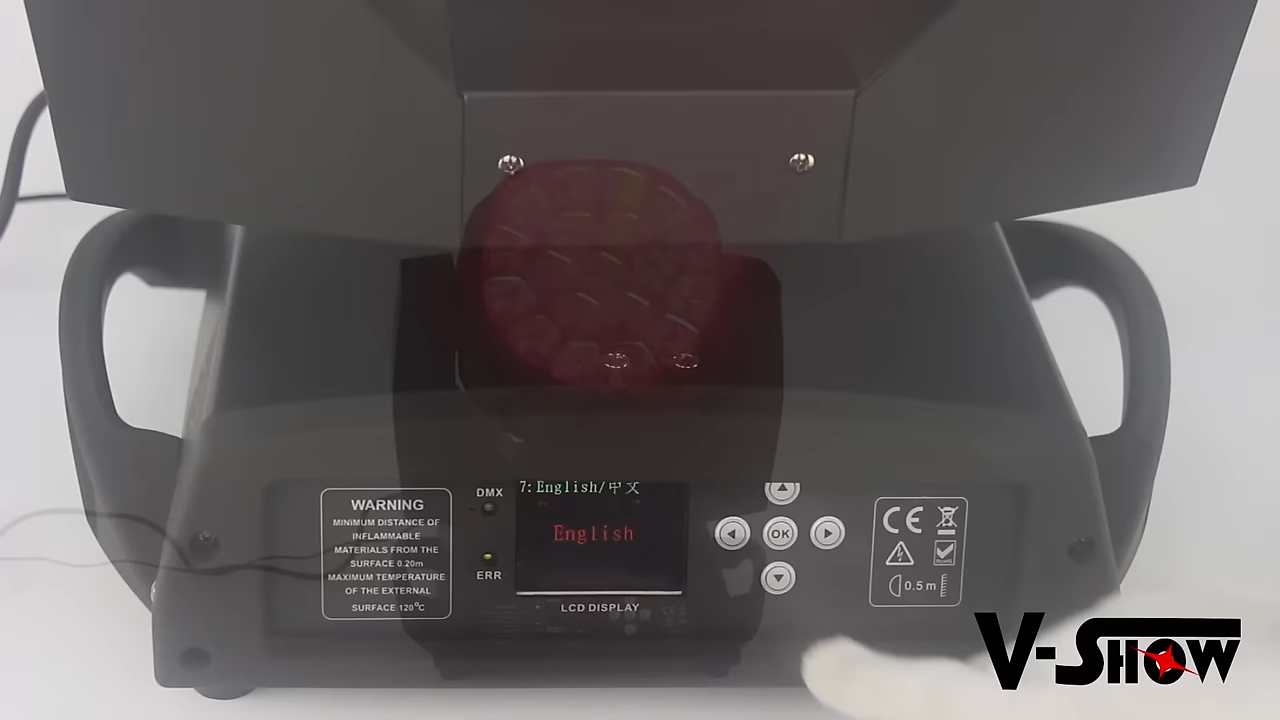 WARNING
MINIMUM DISTANCE OF
INFLAMMABLE
MATERIALS FROM THE
SURFACE 0.20m
MAXIMUM TEMPERATURE
OF THE EXTERNAL
SURFACE 120°C
DMX
ERR
7:English/中文
English
LCD DISPLAY
OK
CE
0.5m
V-SHOW